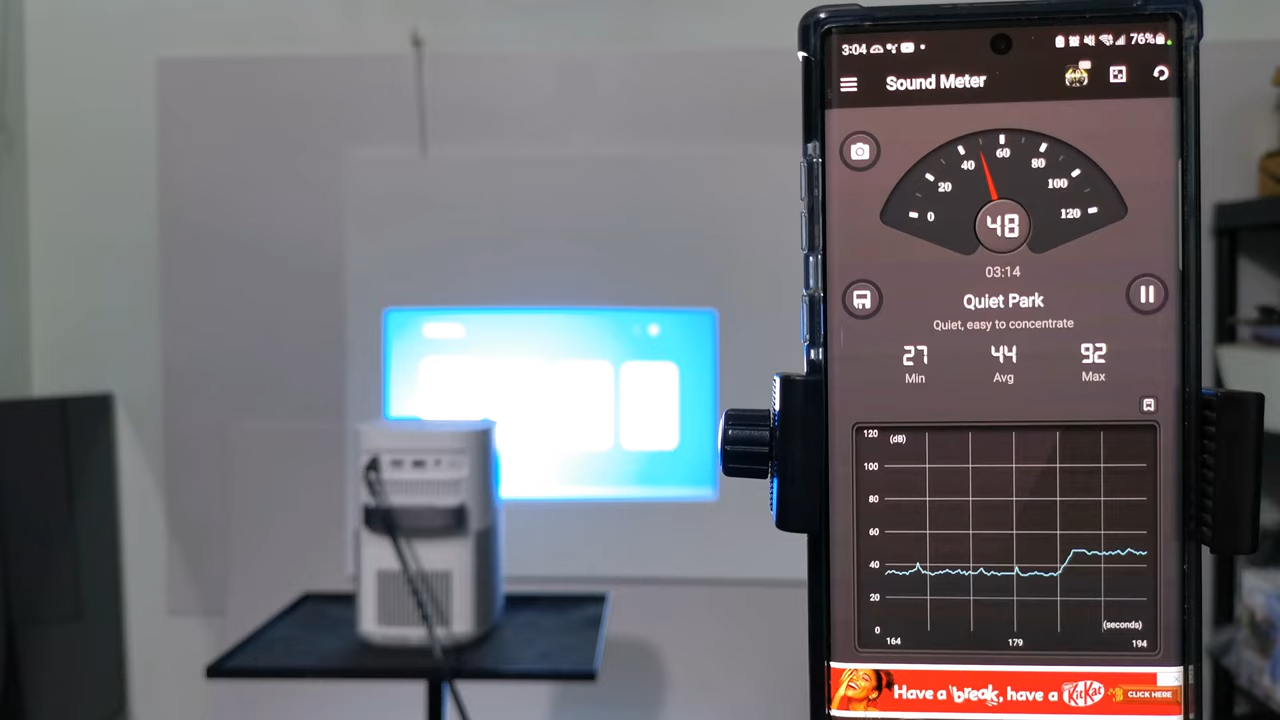 3:04
76%
Sound Meter
0
20
40
60
80
100
120
48
03:14
Quiet Park
Quiet, easy to concentrate
27
44
92
Min
Avg
Max
120
(dB)
100
80
60
40
20
0
(seconds)
164
179
194
Have a break, have a KitKat
CLICK HERE